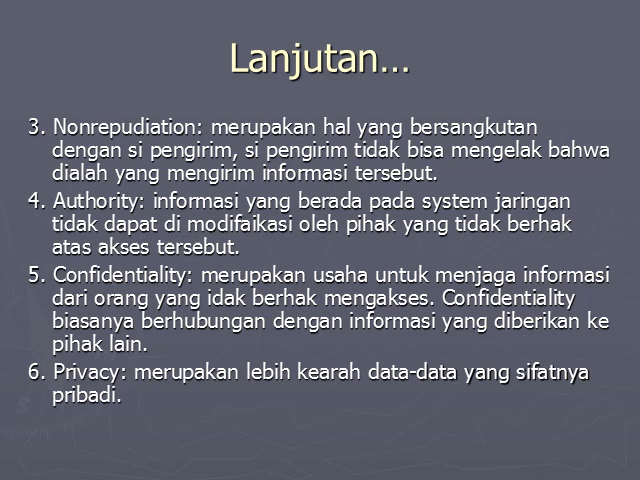 Lanjutan…
3. Nonrepudiation: merupakan hal yang bersangkutan
dengan si pengirim, si pengirim tidak bisa mengelak bahwa
dialah yang mengirim informasi tersebut.
4. Authority: informasi yang berada pada system jaringan
tidak dapat di modifaikasi oleh pihak yang tidak berhak
atas akses tersebut.
5. Confidentiality: merupakan usaha untuk menjaga informasi
dari orang yang idak berhak mengakses. Confidentiality
biasanya berhubungan dengan informasi yang diberikan ke
pihak lain.
6. Privacy: merupakan lebih kearah data-data yang sifatnya
pribadi.